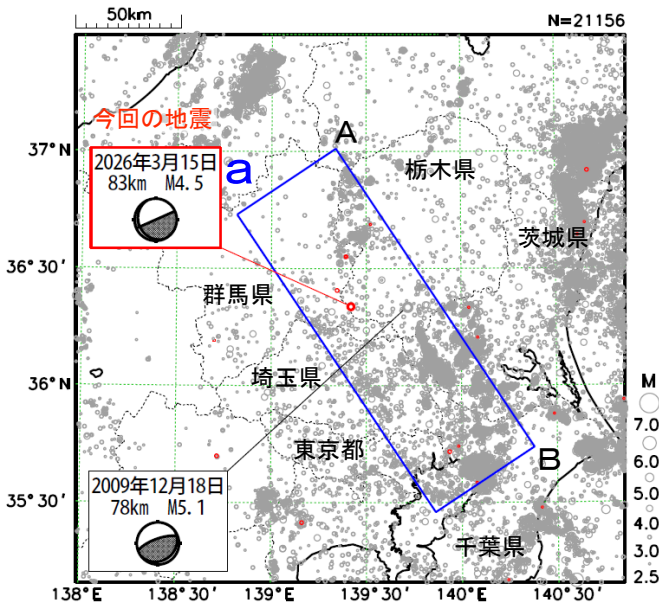 50km
N=21156
今回の地震
2026年3月15日
83km M4.5
a
A
栃木県
茨城県
群馬県
埼玉県
東京都
千葉県
B
2009年12月18日
78km M5.1
37°N
36°30′
36°N
35°30′
138°E
138°30′
139°E
139°30′
140°E
140°30′
M
7.0
6.0
5.0
4.0
3.0
2.5